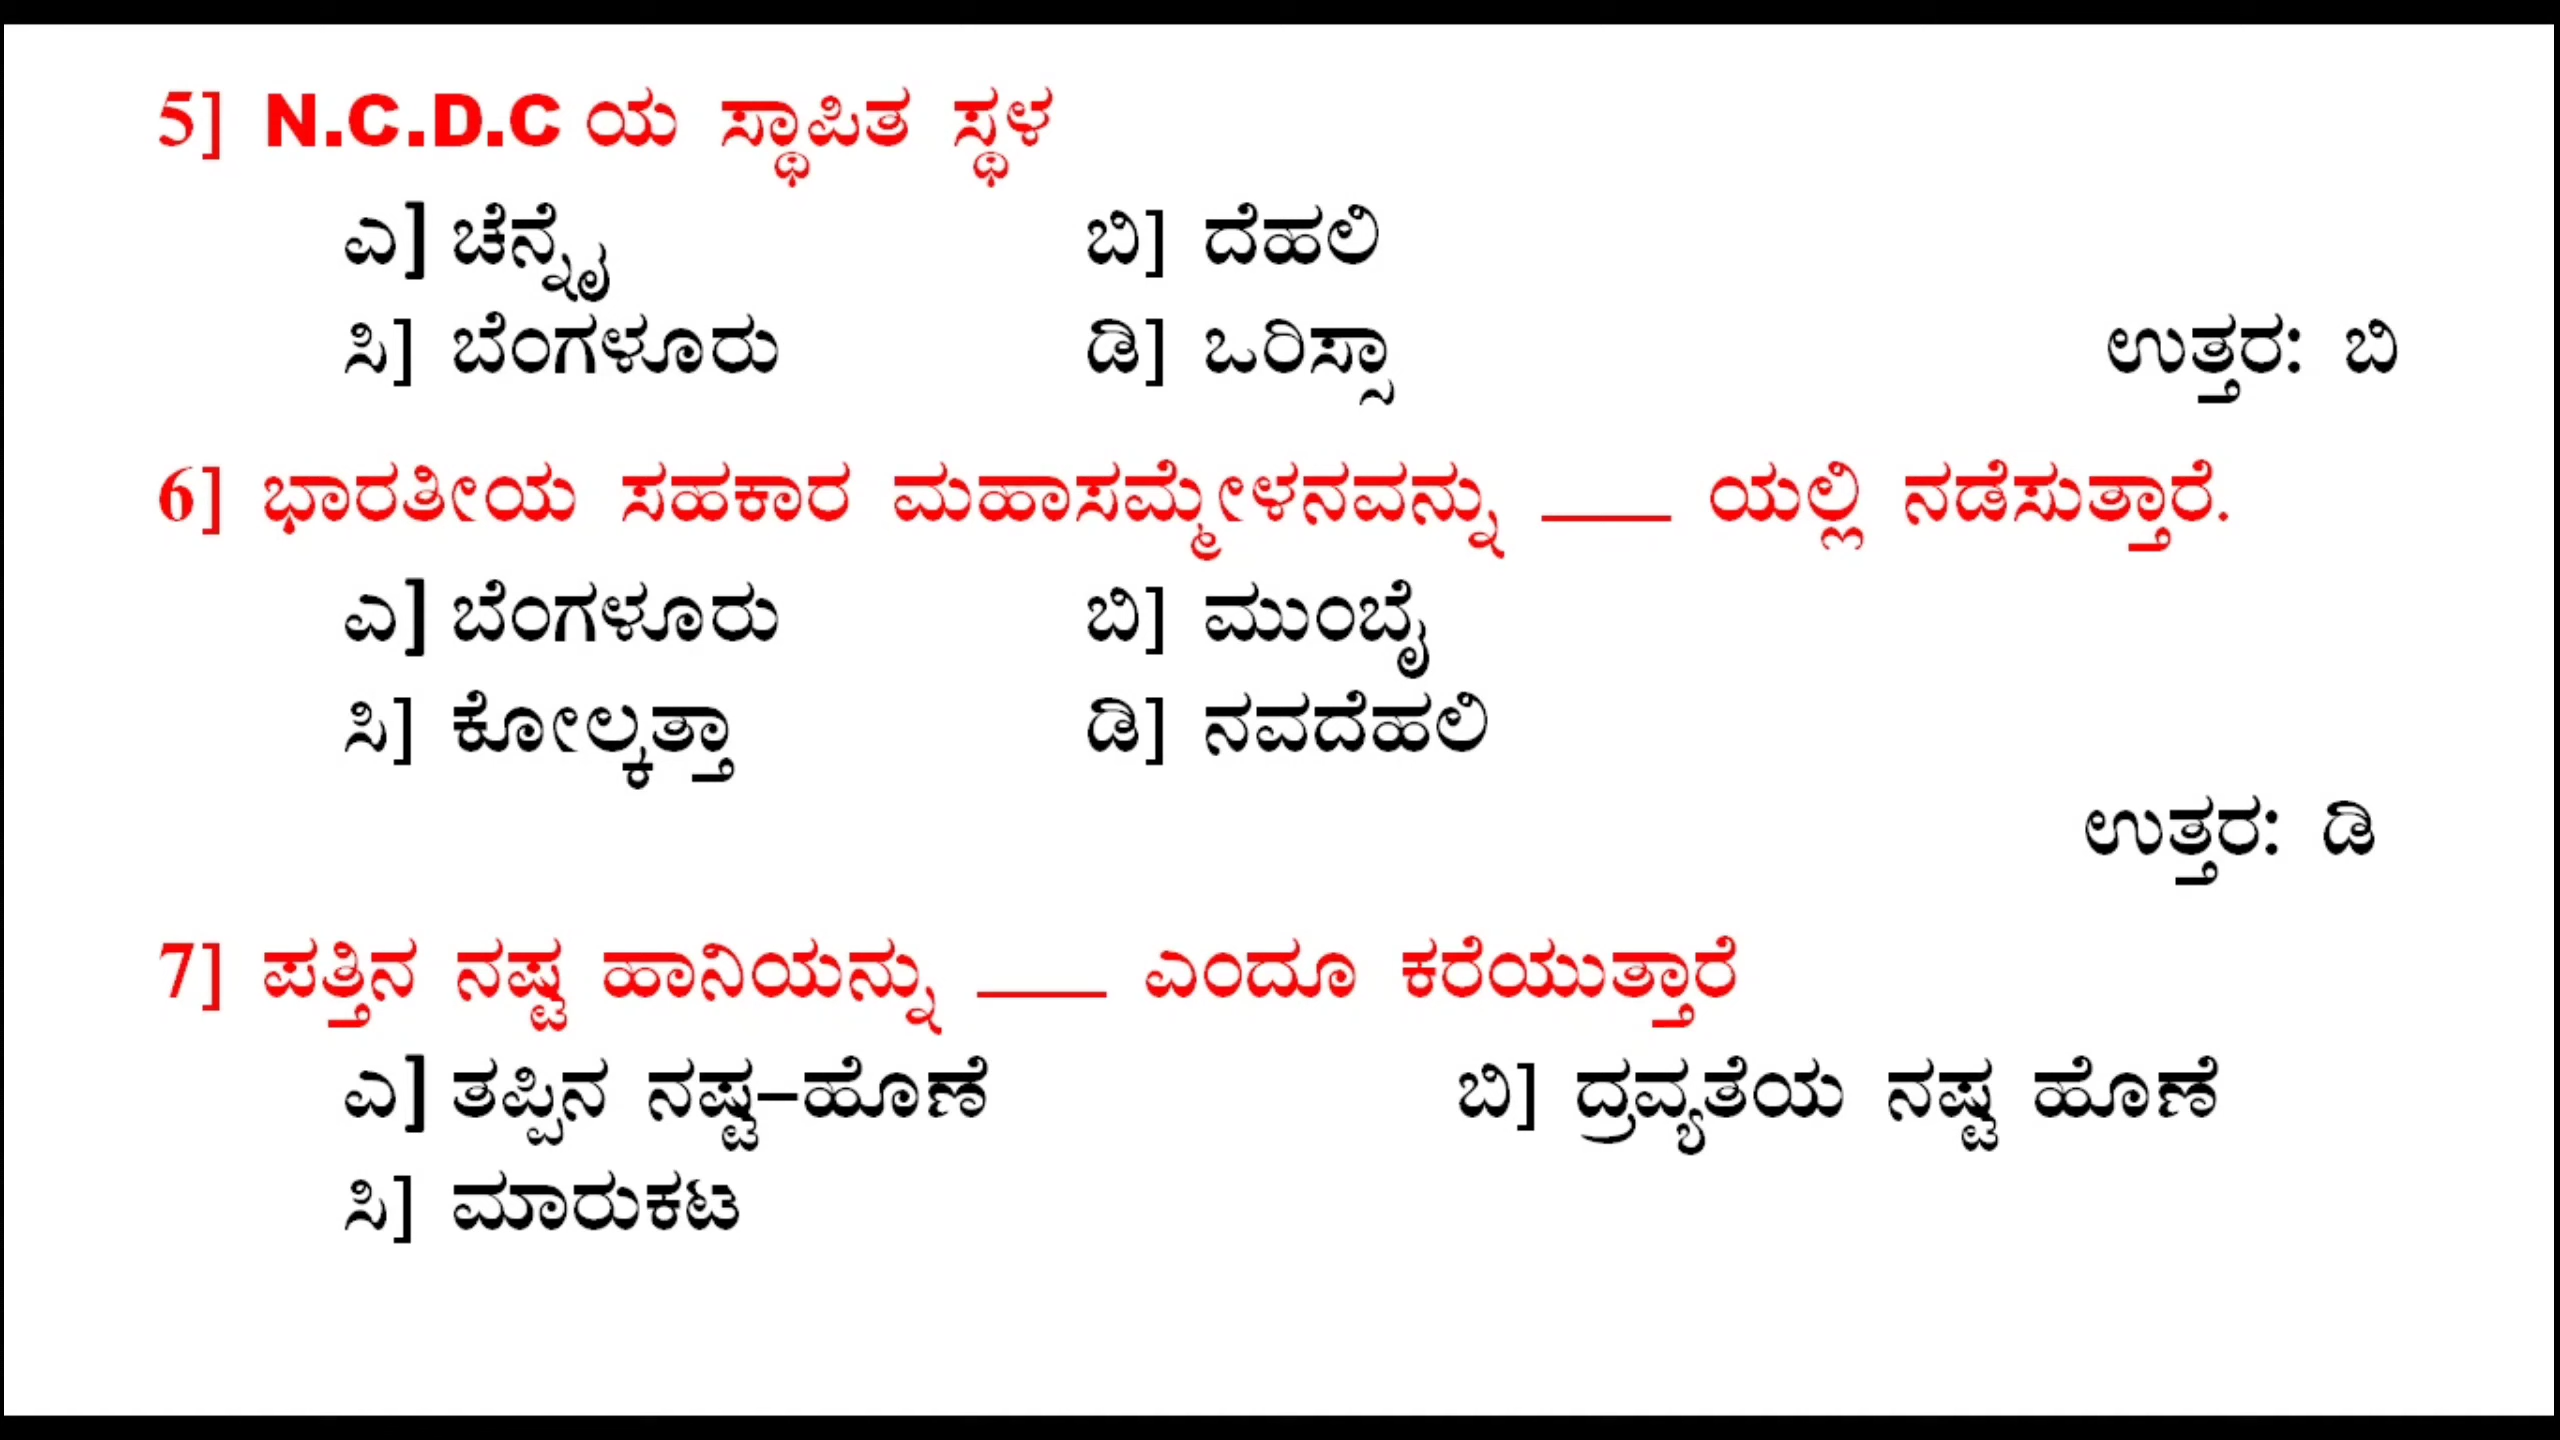 5] N.C.D.C ಯ ಸ್ಥಾಪಿತ ಸ್ಥಳ
ಎ] ಚೆನ್ನೈ ಬಿ] ದೆಹಲಿ
ಸಿ] ಬೆಂಗಳೂರು ಡಿ] ಒರಿಸ್ಸಾ ಉತ್ತರ: ಬಿ
6] ಭಾರತೀಯ ಸಹಕಾರ ಮಹಾಸಮ್ಮೇಳನವನ್ನು ___ ಯಲ್ಲಿ ನಡೆಸುತ್ತಾರೆ.
ಎ] ಬೆಂಗಳೂರು ಬಿ] ಮುಂಬೈ
ಸಿ] ಕೋಲ್ಕತ್ತಾ ಡಿ] ನವದೆಹಲಿ
ಉತ್ತರ: ಡಿ
7] ಪತ್ತಿನ ನಷ್ಟ ಹಾನಿಯನ್ನು ___ ಎಂದೂ ಕರೆಯುತ್ತಾರೆ
ಎ] ತಪ್ಪಿನ ನಷ್ಟ–ಹೊಣೆ ಬಿ] ದ್ರವ್ಯತೆಯ ನಷ್ಟ ಹೊಣೆ
ಸಿ] ಮಾರುಕಟ